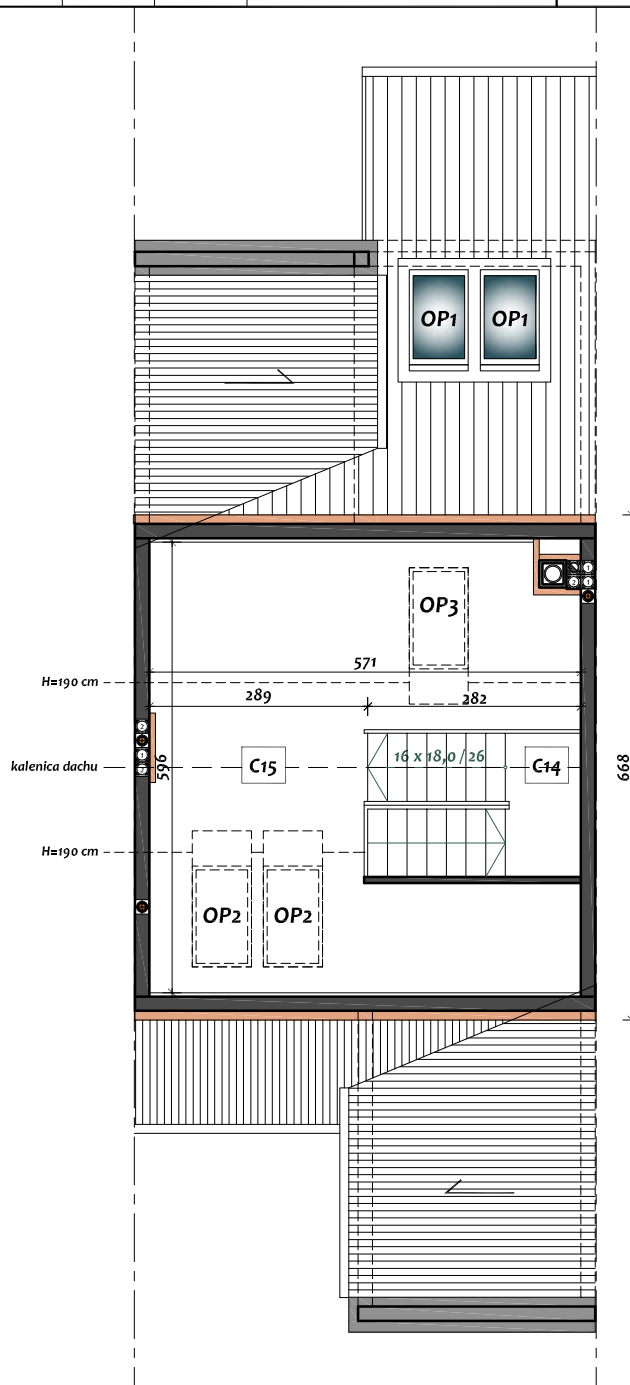 OP1 OP1
OP3
571
H=190 cm
289 282
16 x 18,0 / 26
kalenica dachu
596
C15
C14
668
H=190 cm
OP2 OP2